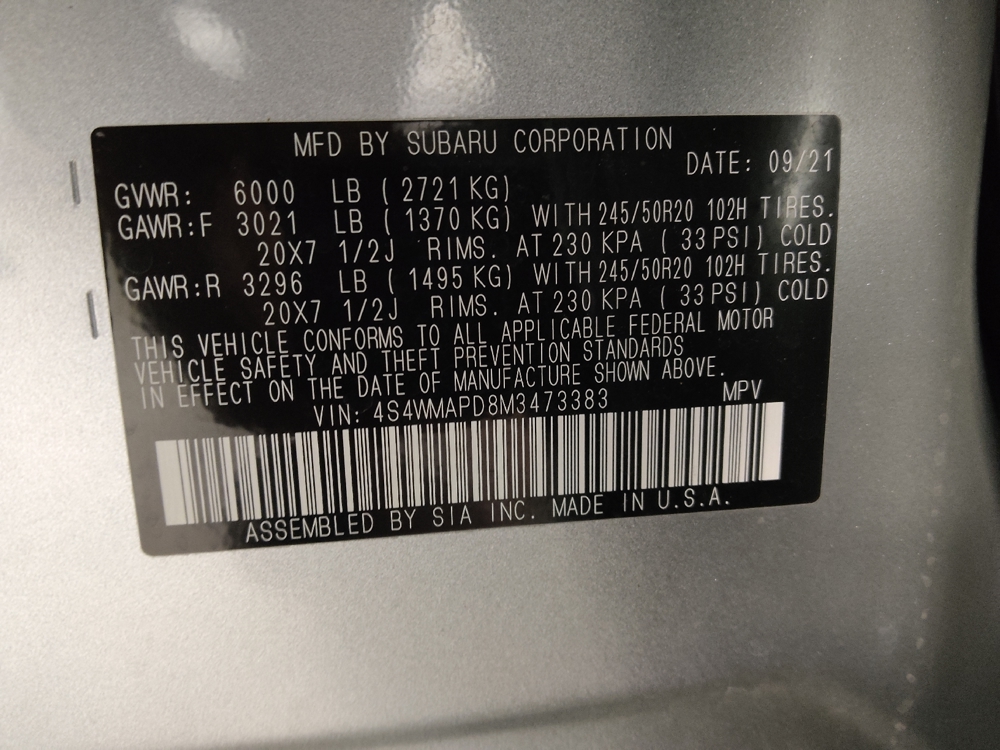 MFD BY SUBARU CORPORATION
DATE: 09/21
GVWR: 6000 LB ( 2721 KG)
GAWR:F 3021 LB ( 1370 KG) WITH 245/50R20 102H TIRES.
20X7 1/2J RIMS. AT 230 KPA ( 33 PSI) COLD
GAWR:R 3296 LB ( 1495 KG) WITH 245/50R20 102H TIRES.
20X7 1/2J RIMS. AT 230 KPA ( 33 PSI) COLD
THIS VEHICLE CONFORMS TO ALL APPLICABLE FEDERAL MOTOR
VEHICLE SAFETY AND THEFT PREVENTION STANDARDS
IN EFFECT ON THE DATE OF MANUFACTURE SHOWN ABOVE.
VIN: 4S4WMAPD8M3473383 MPV
ASSEMBLED BY SIA INC. MADE IN U.S.A.